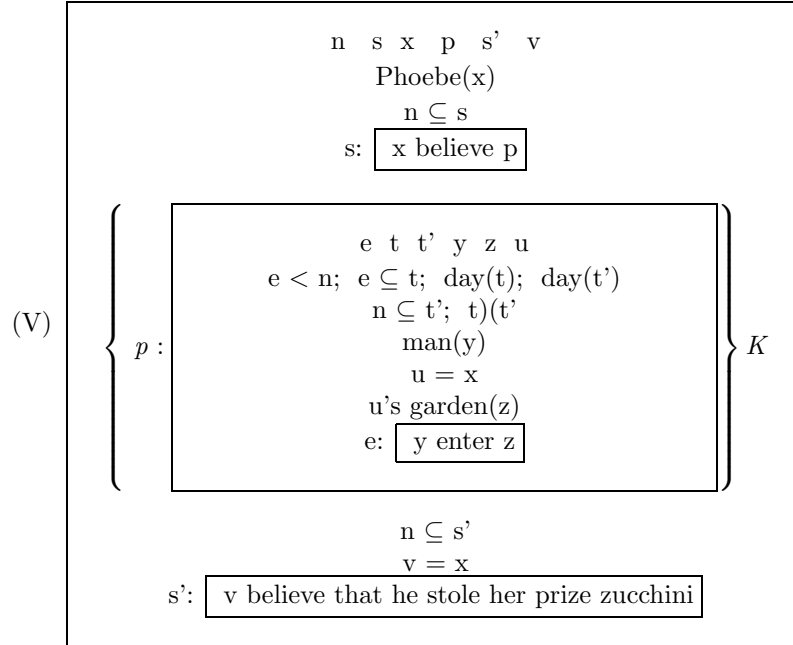 n s x p s' v
Phoebe(x)
n ⊆ s
s: x believe p
e t t' y z u
e < n; e ⊆ t; day(t); day(t')
n ⊆ t'; t)(t'
(V) { p : } K
man(y)
u = x
u's garden(z)
e: y enter z
n ⊆ s'
v = x
s': v believe that he stole her prize zucchini